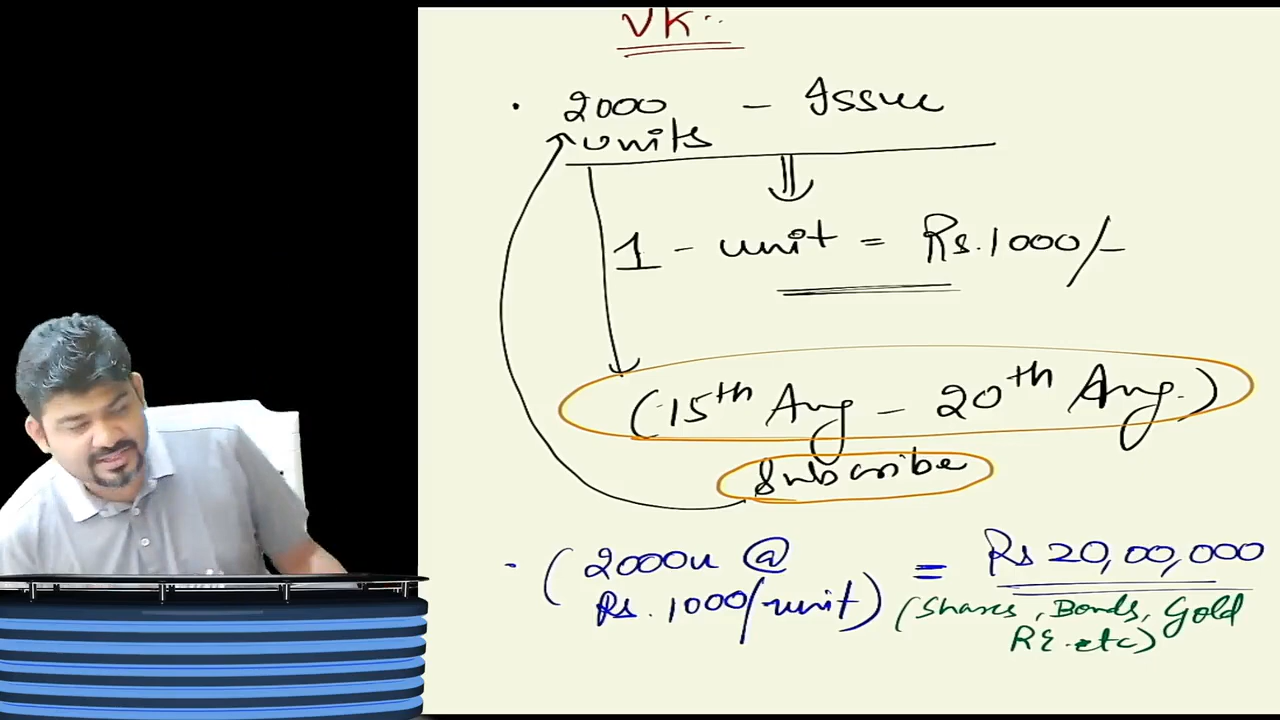 VK..
. 2000 - Issue
units
1 - unit = Rs.1000/-
(15th Aug - 20th Aug.)
Subscribe
- (2000u @ = Rs 20,00,000
Rs.1000/unit) (Shares, Bonds, Gold
RE.etc)